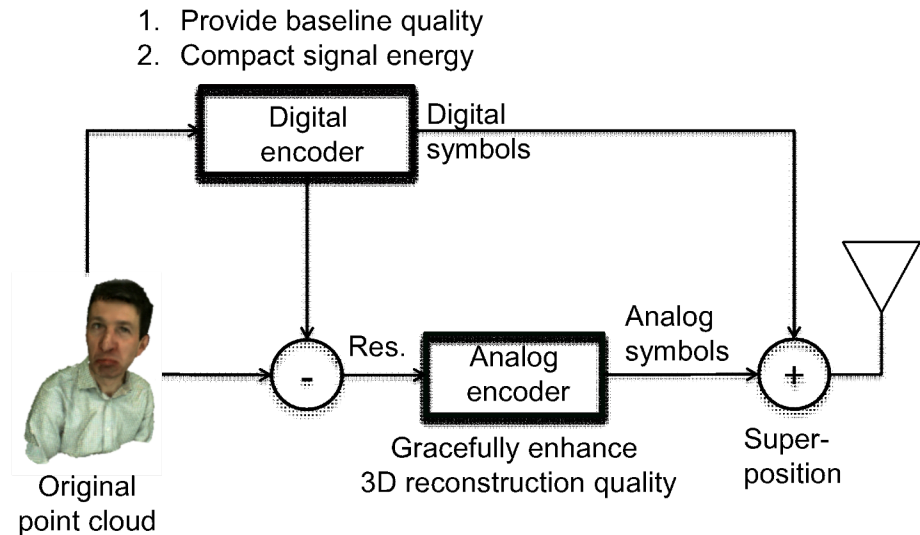 1. Provide baseline quality
2. Compact signal energy
Digital
encoder
Digital
symbols
Res.
Analog
encoder
Analog
symbols
-
+
Gracefully enhance
3D reconstruction quality
Super-
position
Original
point cloud